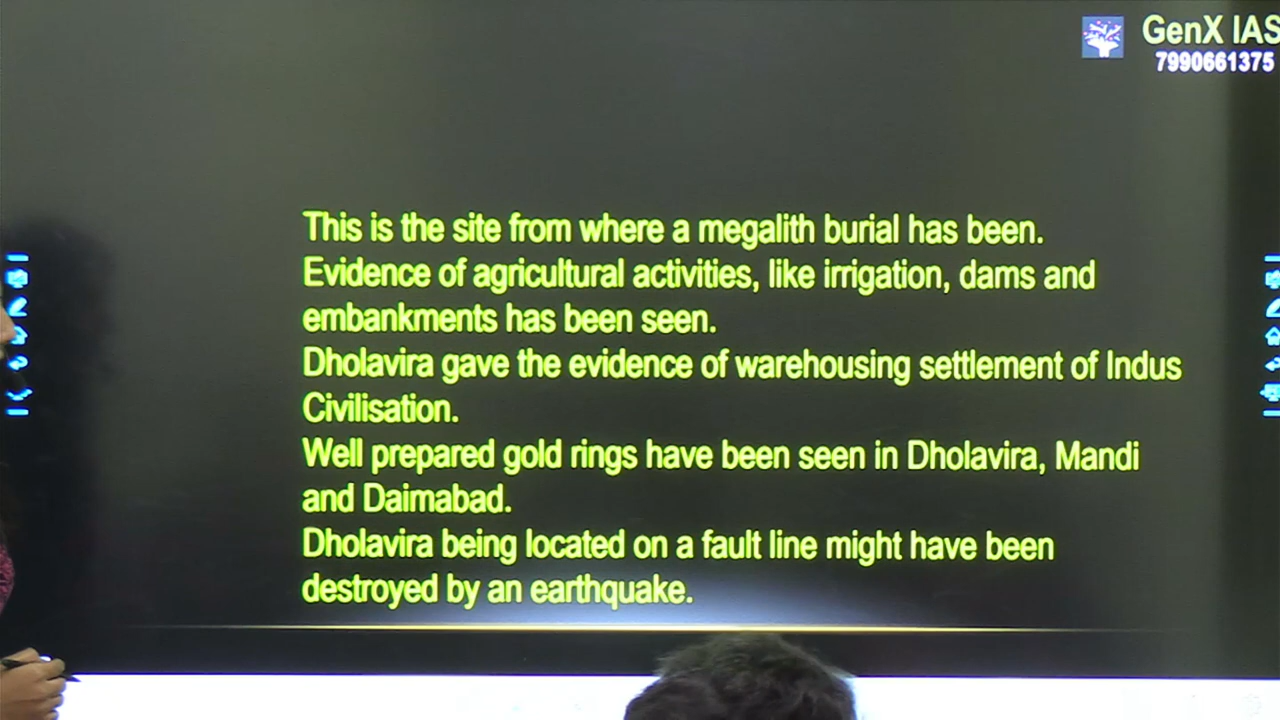 GenX IAS
7990661375
This is the site from where a megalith burial has been.
Evidence of agricultural activities, like irrigation, dams and
embankments has been seen.
Dholavira gave the evidence of warehousing settlement of Indus
Civilisation.
Well prepared gold rings have been seen in Dholavira, Mandi
and Daimabad.
Dholavira being located on a fault line might have been
destroyed by an earthquake.